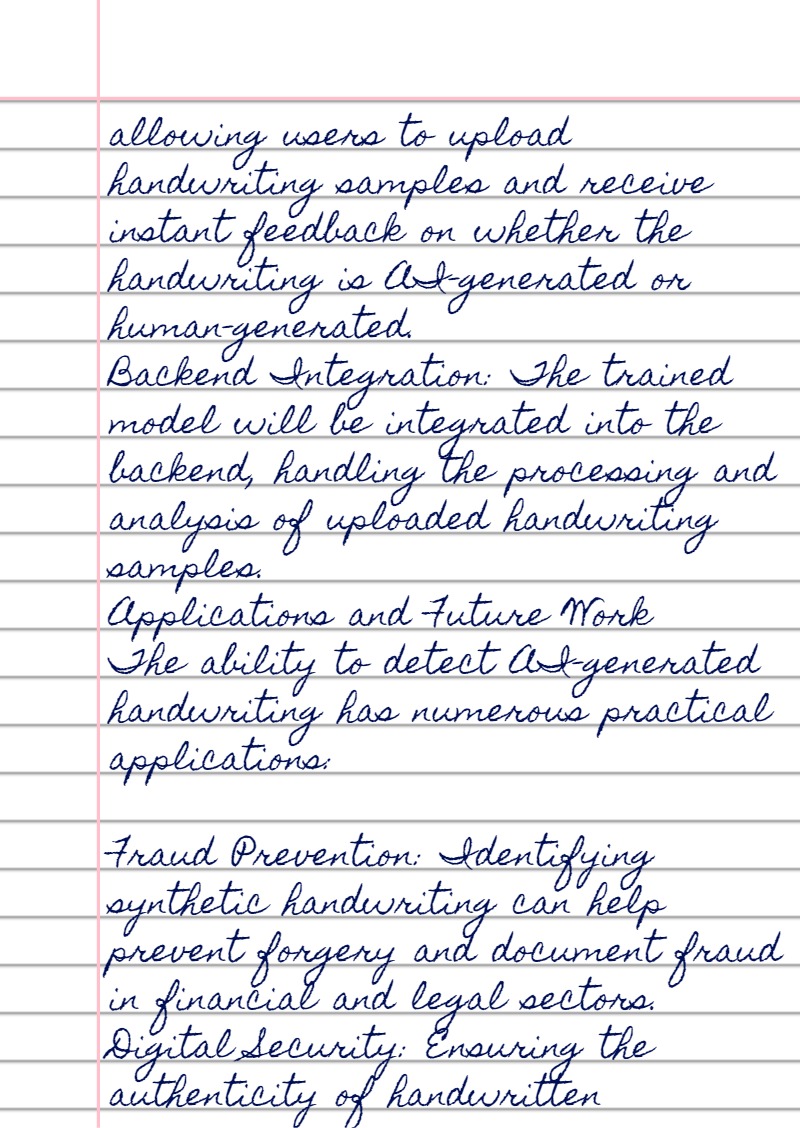 allowing users to upload
handwriting samples and receive
instant feedback on whether the
handwriting is AI-generated or
human-generated.
Backend Integration: The trained
model will be integrated into the
backend, handling the processing and
analysis of uploaded handwriting
samples.
Applications and Future Work
The ability to detect AI-generated
handwriting has numerous practical
applications:
Fraud Prevention: Identifying
synthetic handwriting can help
prevent forgery and document fraud
in financial and legal sectors.
Digital Security: Ensuring the
authenticity of handwritten